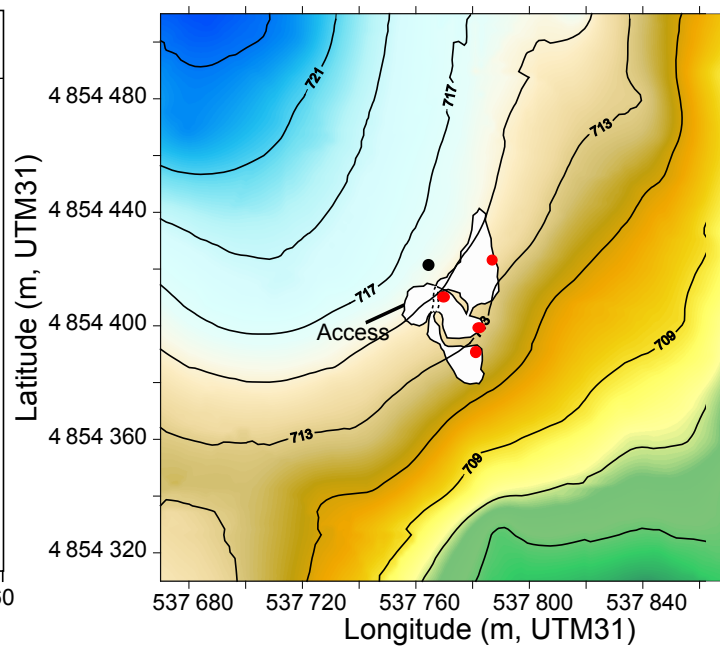 721
4 854 480
717
713
4 854 440
717
4 854 400
Access
709
4 854 360
713
709
4 854 320
537 680
537 720
537 760
537 800
537 840
Latitude (m, UTM31)
Longitude (m, UTM31)